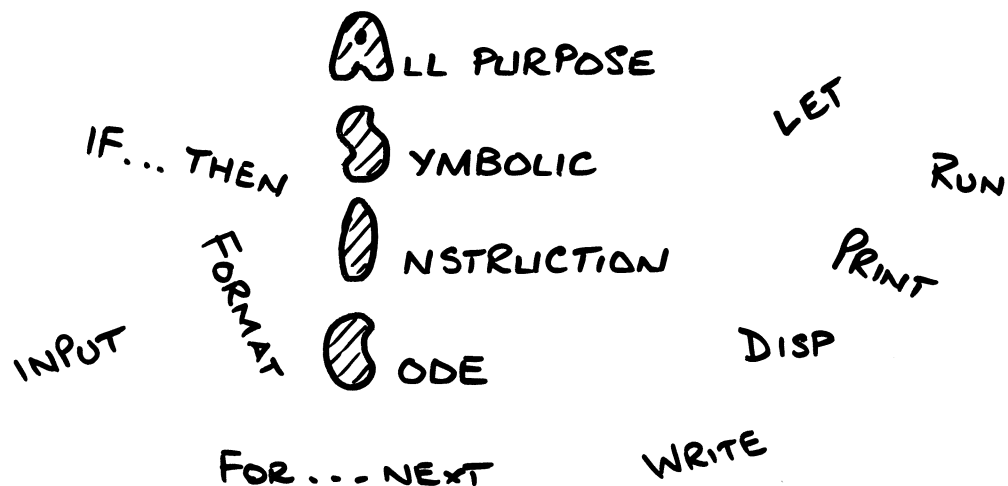 ALL PURPOSE
LET
IF... THEN
SYMBOLIC
RUN
FORMAT
INSTRUCTION
PRINT
INPUT
CODE
DISP
FOR... NEXT
WRITE